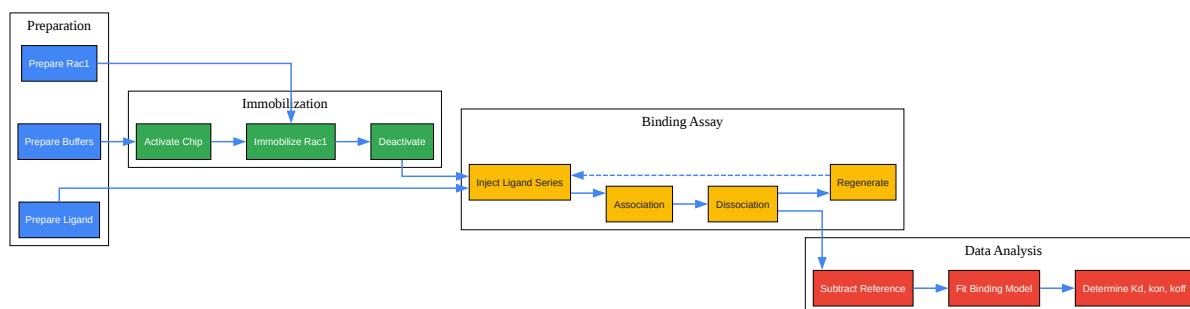 Preparation
Prepare Rac1
Prepare Buffers
Prepare Ligand
Immobilization
Activate Chip
Immobilize Rac1
Deactivate
Binding Assay
Inject Ligand Series
Association
Dissociation
Regenerate
Data Analysis
Subtract Reference
Fit Binding Model
Determine Kd, kon, koff